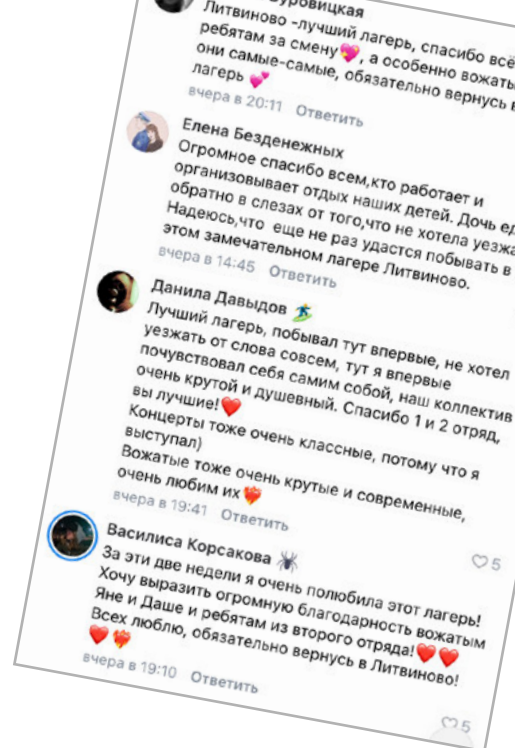 Литвиново -лучший лагерь, спасибо всё
ребятам за смену💖, а особенно вожаты
они самые-самые, обязательно вернусь в
лагерь 💕
вчера в 20:11 Ответить
Елена Безденежных
Огромное спасибо всем,кто работает и
организовывает отдых наших детей. Дочь ед
обратно в слезах от того,что не хотела уезжа
Надеюсь,что еще не раз удастся побывать в
этом замечательном лагере Литвиново.
вчера в 14:45 Ответить
Данила Давыдов 🏄
Лучший лагерь, побывал тут впервые, не хотел
уезжать от слова совсем, тут я впервые
почувствовал себя самим собой, наш коллектив
очень крутой и душевный. Спасибо 1 и 2 отряд,
вы лучшие!❤️
Концерты тоже очень классные, потому что я
выступал)
Вожатые тоже очень крутые и современные,
очень любим их ❤️‍🔥
вчера в 19:41 Ответить
5
Василиса Корсакова 🕷
За эти две недели я очень полюбила этот лагерь!
Хочу выразить огромную благодарность вожатым
Яне и Даше и ребятам из второго отряда!❤️❤️
Всех люблю, обязательно вернусь в Литвиново!
❤️❤️‍🔥
вчера в 19:10 Ответить
5